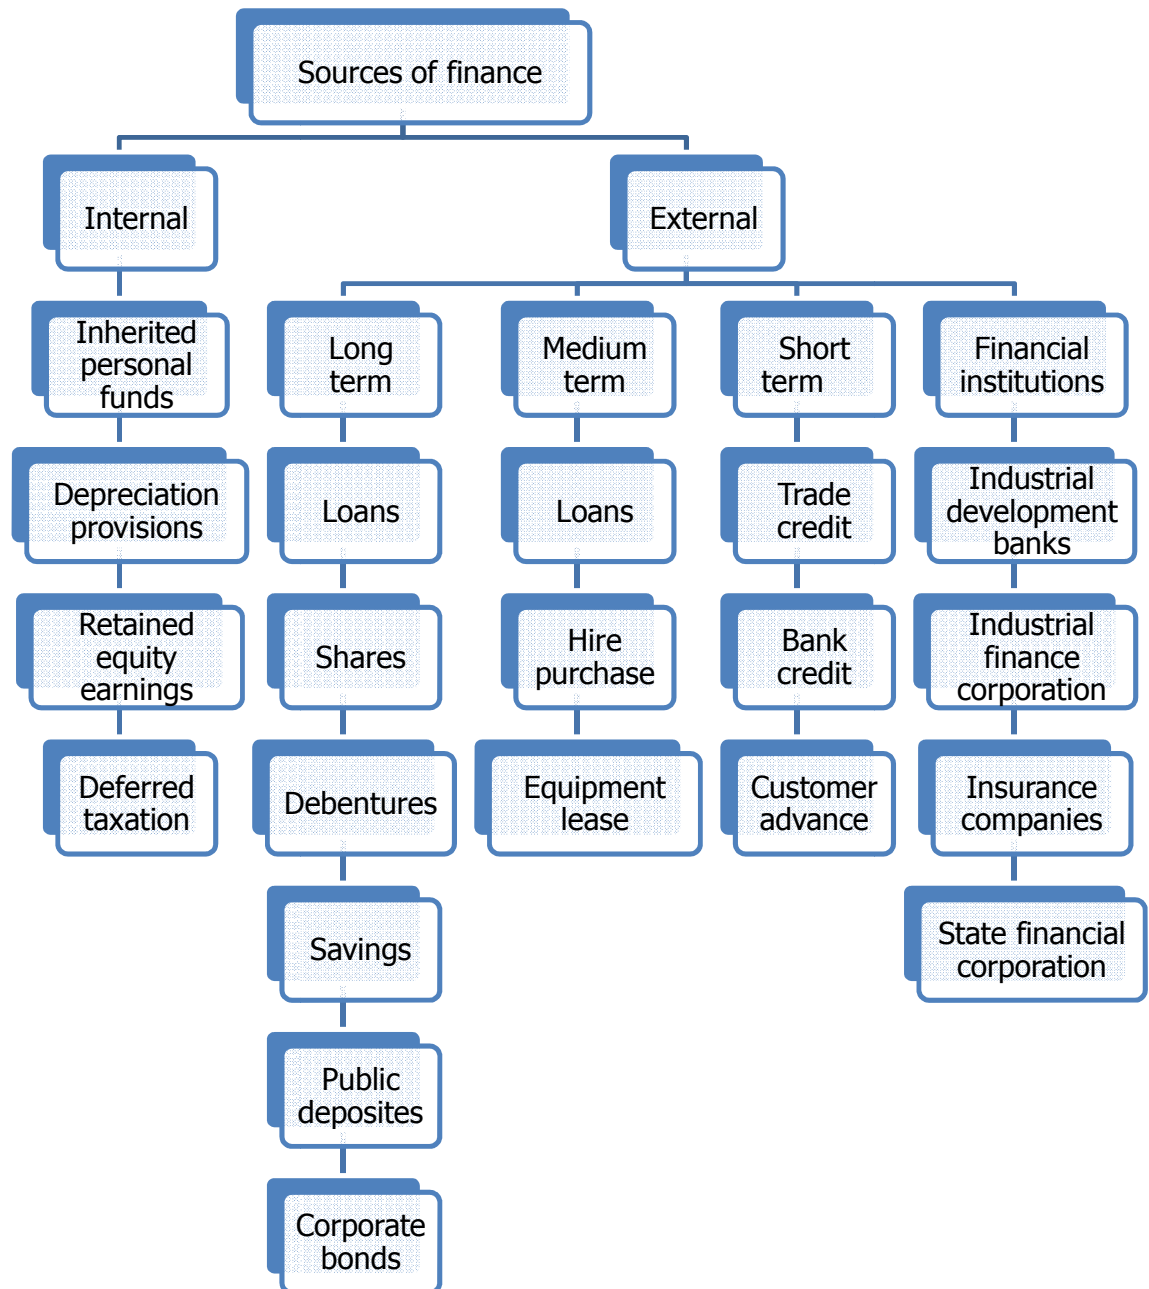 Sources of finance
Internal
External
Inherited
personal
funds
Long
term
Medium
term
Short
term
Financial
institutions
Depreciation
provisions
Loans
Loans
Trade
credit
Industrial
development
banks
Retained
equity
earnings
Shares
Hire
purchase
Bank
credit
Industrial
finance
corporation
Deferred
taxation
Debentures
Equipment
lease
Customer
advance
Insurance
companies
Savings
State financial
corporation
Public
deposites
Corporate
bonds